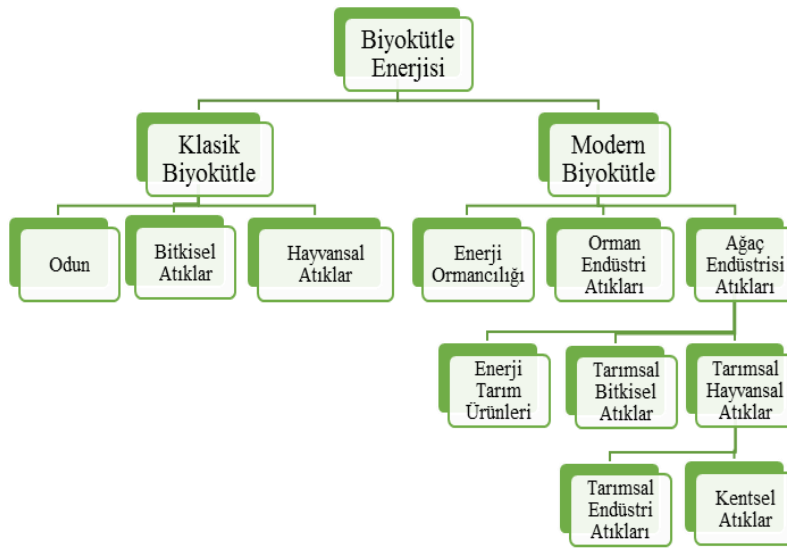 Biyokütle
Enerjisi
Klasik
Biyokütle
Modern
Biyokütle
Odun
Bitkisel
Atıklar
Hayvansal
Atıklar
Enerji
Ormancılığı
Orman
Endüstri
Atıkları
Ağaç
Endüstrisi
Atıkları
Enerji
Tarım
Ürünleri
Tarımsal
Bitkisel
Atıklar
Tarımsal
Hayvansal
Atıklar
Tarımsal
Endüstri
Atıkları
Kentsel
Atıklar